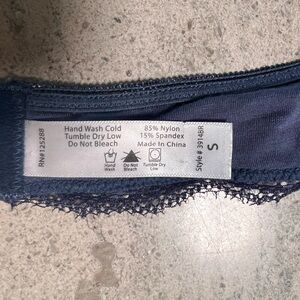 RN#125288
Hand Wash Cold
Tumble Dry Low
Do Not Bleach
Hand
Wash
Do Not
Bleach
Tumble Dry
Low
85% Nylon
15% Spandex
Made In China
Style # 3914BR
S